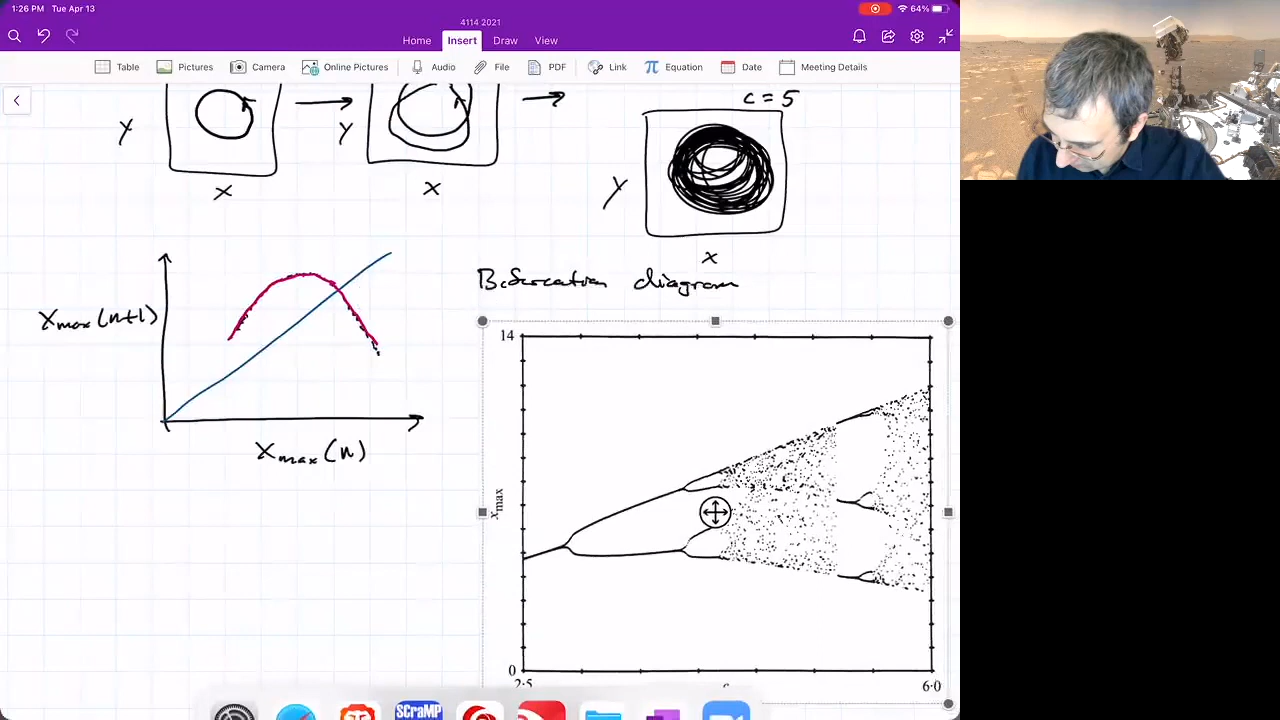 1:26 PM Tue Apr 13
64%
4114 2021
Home Insert Draw View
Table Pictures Camera Online Pictures Audio File PDF Link Equation Date Meeting Details
c = 5
y
x
y
x
y
x
Bifurcation diagram
Xmax(n+1)
Xmax(n)
14
xmax
0
2·5
6·0
SCRAMP